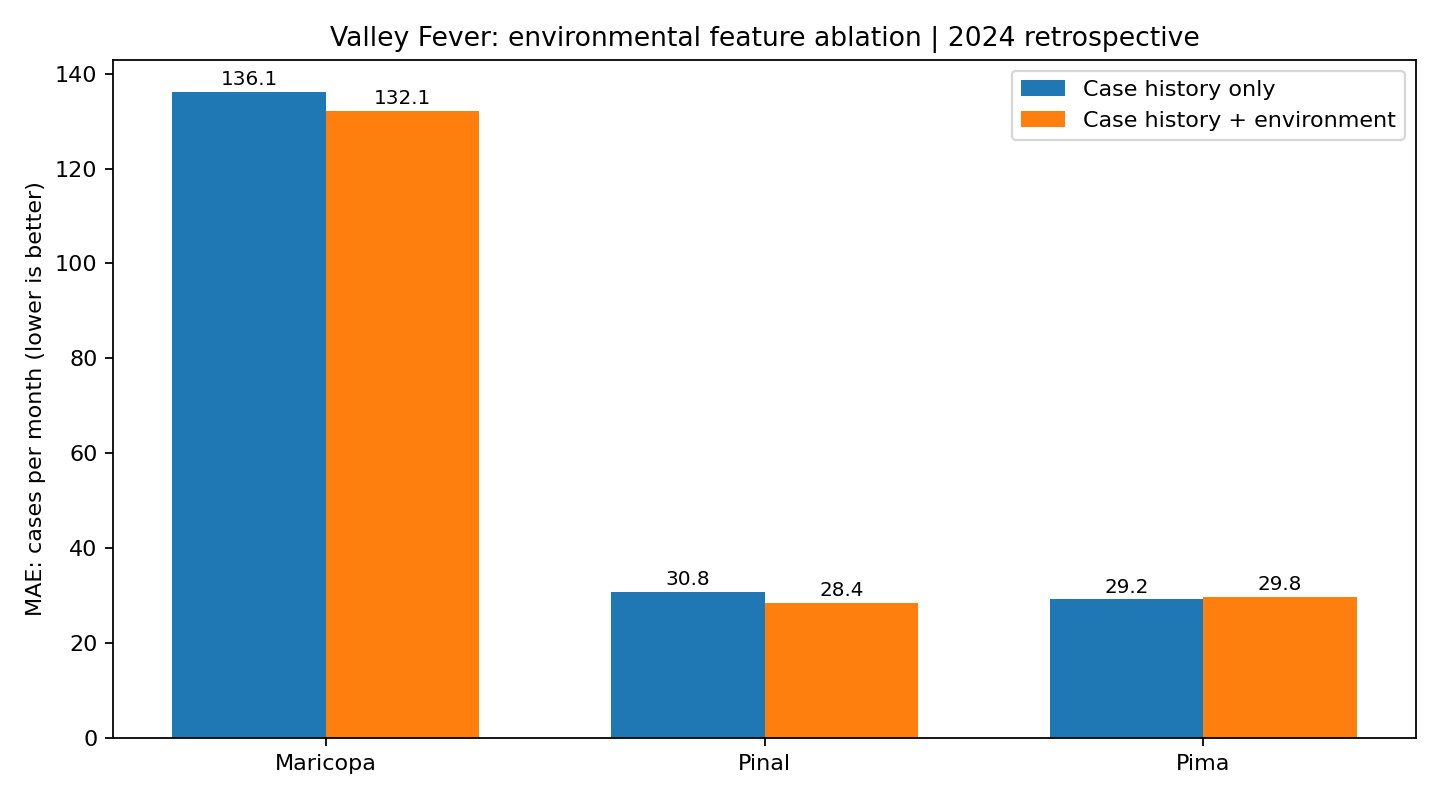 Valley Fever: environmental feature ablation | 2024 retrospective
Case history only
Case history + environment
MAE: cases per month (lower is better)
140
120
100
80
60
40
20
0
136.1
132.1
30.8
28.4
29.2
29.8
Maricopa
Pinal
Pima